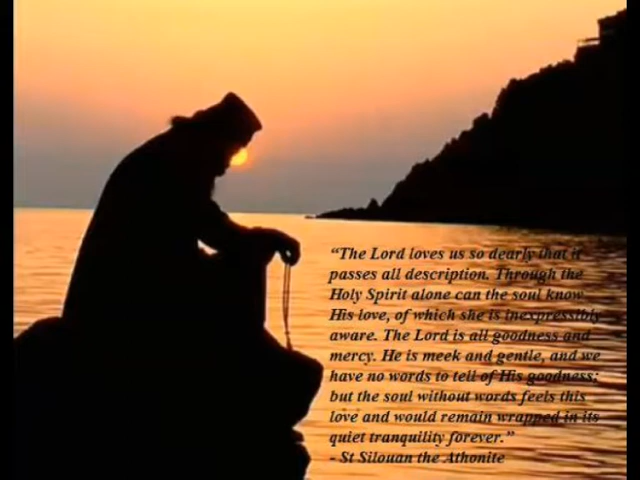 “The Lord loves us so dearly that it
passes all description. Through the
Holy Spirit alone can the soul know
His love, of which she is inexpressibly
aware. The Lord is all goodness and
mercy. He is meek and gentle, and we
have no words to tell of His goodness;
but the soul without words feels this
love and would remain wrapped in its
quiet tranquility forever.”
- St Silouan the Athonite